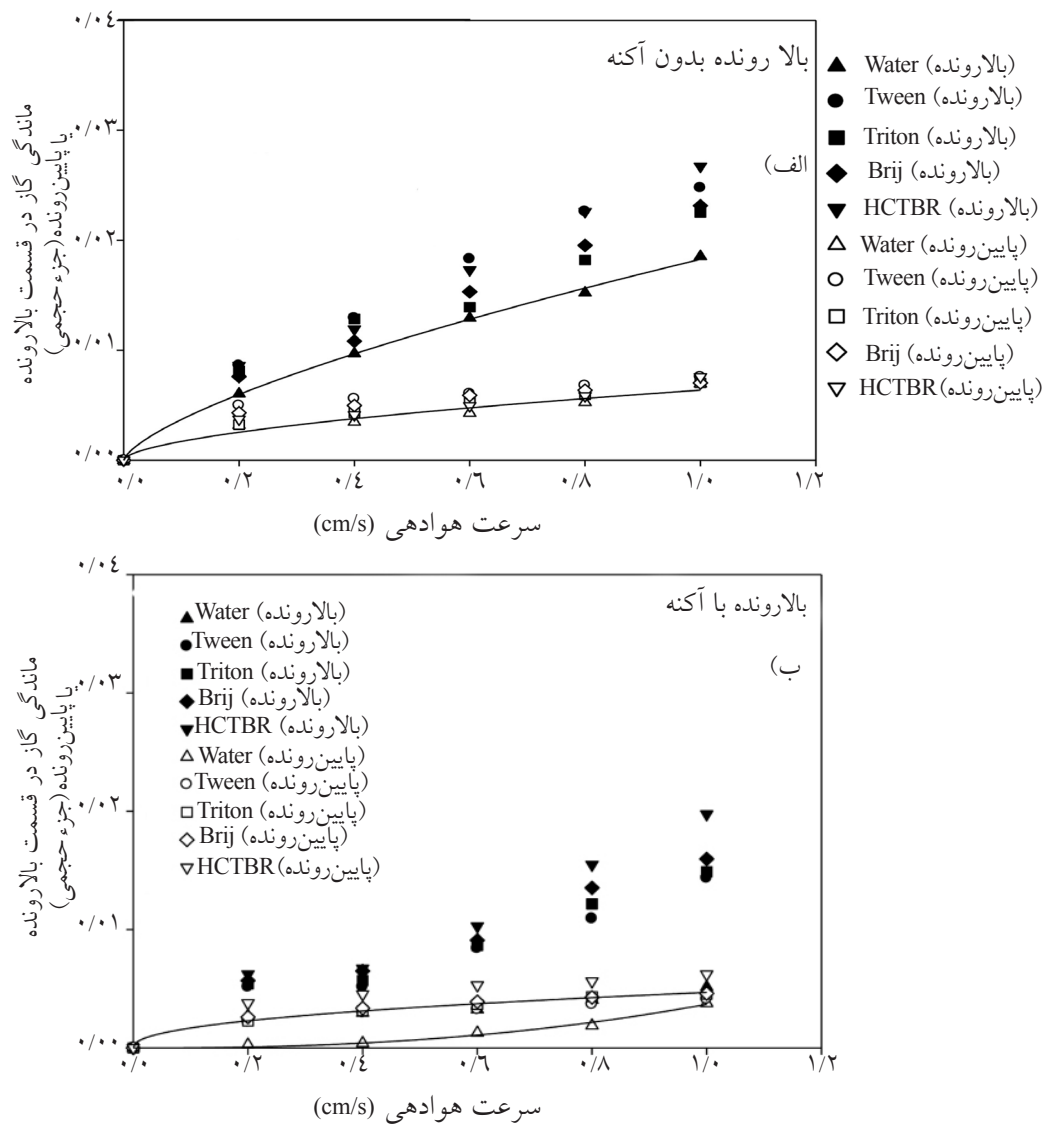 ماندگی گاز در قسمت بالارونده
یا پایین‌رونده (جزء حجمی)
۰/۰۴
۰/۰۳
۰/۰۲
۰/۰۱
۰/۰۰
بالا رونده بدون آکنه
الف)
Water (بالارونده)
Tween (بالارونده)
Triton (بالارونده)
Brij (بالارونده)
HCTBR (بالارونده)
Water (پایین‌رونده)
Tween (پایین‌رونده)
Triton (پایین‌رونده)
Brij (پایین‌رونده)
HCTBR (پایین‌رونده)
۰/۰ ۰/۲ ۰/٤ ۰/٦ ۰/۸ ۱/۰ ۱/۲
سرعت هوادهی (cm/s)
ماندگی گاز در قسمت بالارونده
یا پایین‌رونده (جزء حجمی)
۰/۰٤
۰/۰۳
۰/۰۲
۰/۰۱
۰/۰۰
بالارونده با آکنه
ب)
Water (بالارونده)
Tween (بالارونده)
Triton (بالارونده)
Brij (بالارونده)
HCTBR (بالارونده)
Water (پایین‌رونده)
Tween (پایین‌رونده)
Triton (پایین‌رونده)
Brij (پایین‌رونده)
HCTBR (پایین‌رونده)
۰/۰ ۰/۲ ۰/٤ ۰/٦ ۰/۸ ۱/۰ ۱/۲
سرعت هوادهی (cm/s)